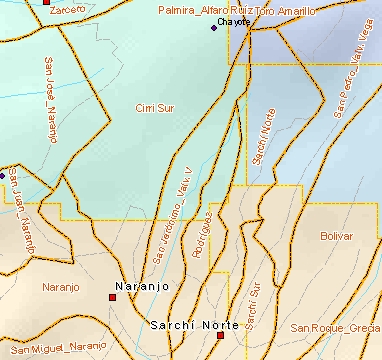 Zarcero
Palmira_Alfaro Ruiz
Toro Amarillo
Chayote
San José_Naranjo
San Pedro_Valv. Vega
Cirri Sur
Sarchí Norte
San Juan_Naranjo
San Jerónimo_Valv. V
Rodríguez
Bolivar
Naranjo
Naranjo
Sarchí Sur
Sarchí Norte
San Roque_Grecia
San Miguel_Naranjo